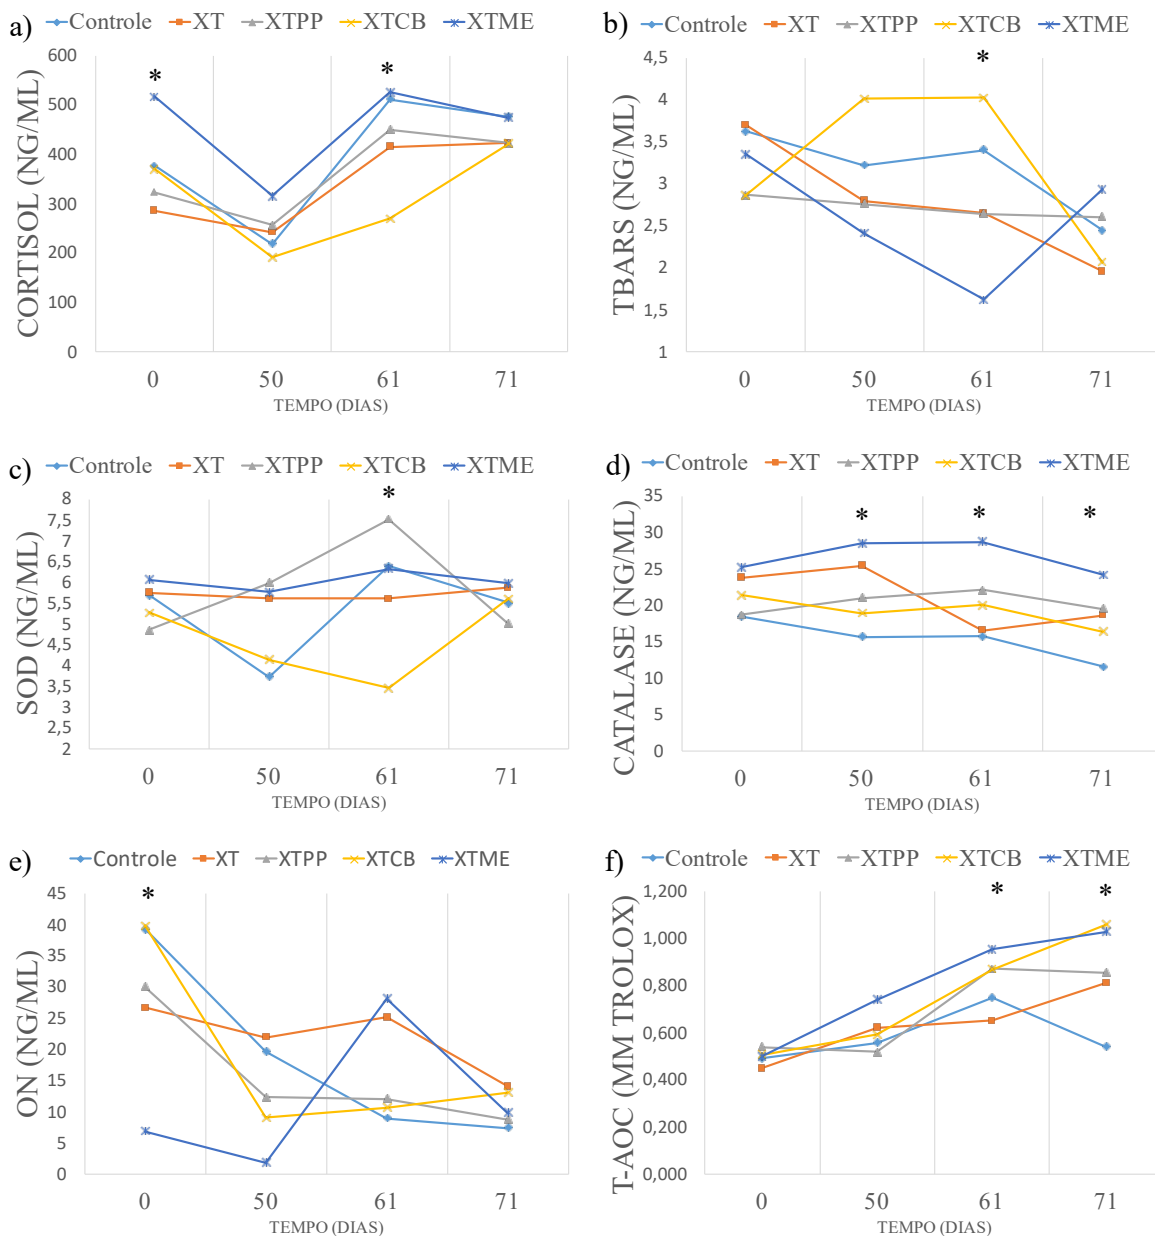 a) Controle XT XTPP XTCB XTME
*
*
CORTISOL (NG/ML)
600
500
400
300
200
100
0
0 50 61 71
TEMPO (DIAS)
b) Controle XT XTPP XTCB XTME
*
TBARS (NG/ML)
4,5
4
3,5
3
2,5
2
1,5
1
0 50 61 71
TEMPO (DIAS)
c) Controle XT XTPP XTCB XTME
*
SOD (NG/ML)
8
7,5
7
6,5
6
5,5
5
4,5
4
3,5
3
2,5
2
0 50 61 71
TEMPO (DIAS)
d) Controle XT XTPP XTCB XTME
* * *
CATALASE (NG/ML)
35
30
25
20
15
10
5
0
0 50 61 71
TEMPO (DIAS)
e) Controle XT XTPP XTCB XTME
*
ON (NG/ML)
45
40
35
30
25
20
15
10
5
0
0 50 61 71
TEMPO (DIAS)
f) Controle XT XTPP XTCB XTME
* *
T-AOC (MM TROLOX)
1,200
1,000
0,800
0,600
0,400
0,200
0,000
0 50 61 71
TEMPO (DIAS)